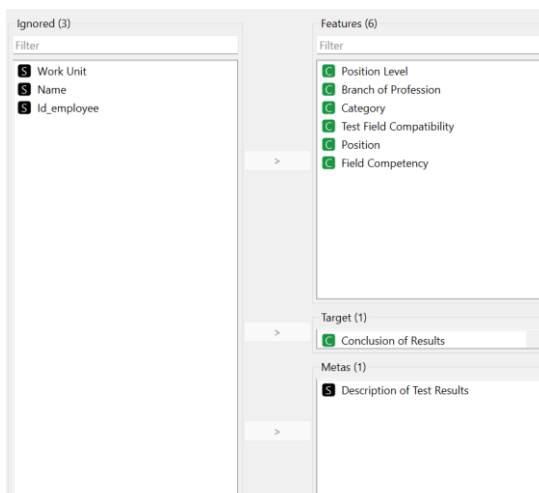 Ignored (3)
Filter
S Work Unit
S Name
S Id_employee
>
>
>
Features (6)
Filter
C Position Level
C Branch of Profession
C Category
C Test Field Compatibility
C Position
C Field Competency
Target (1)
C Conclusion of Results
Metas (1)
S Description of Test Results